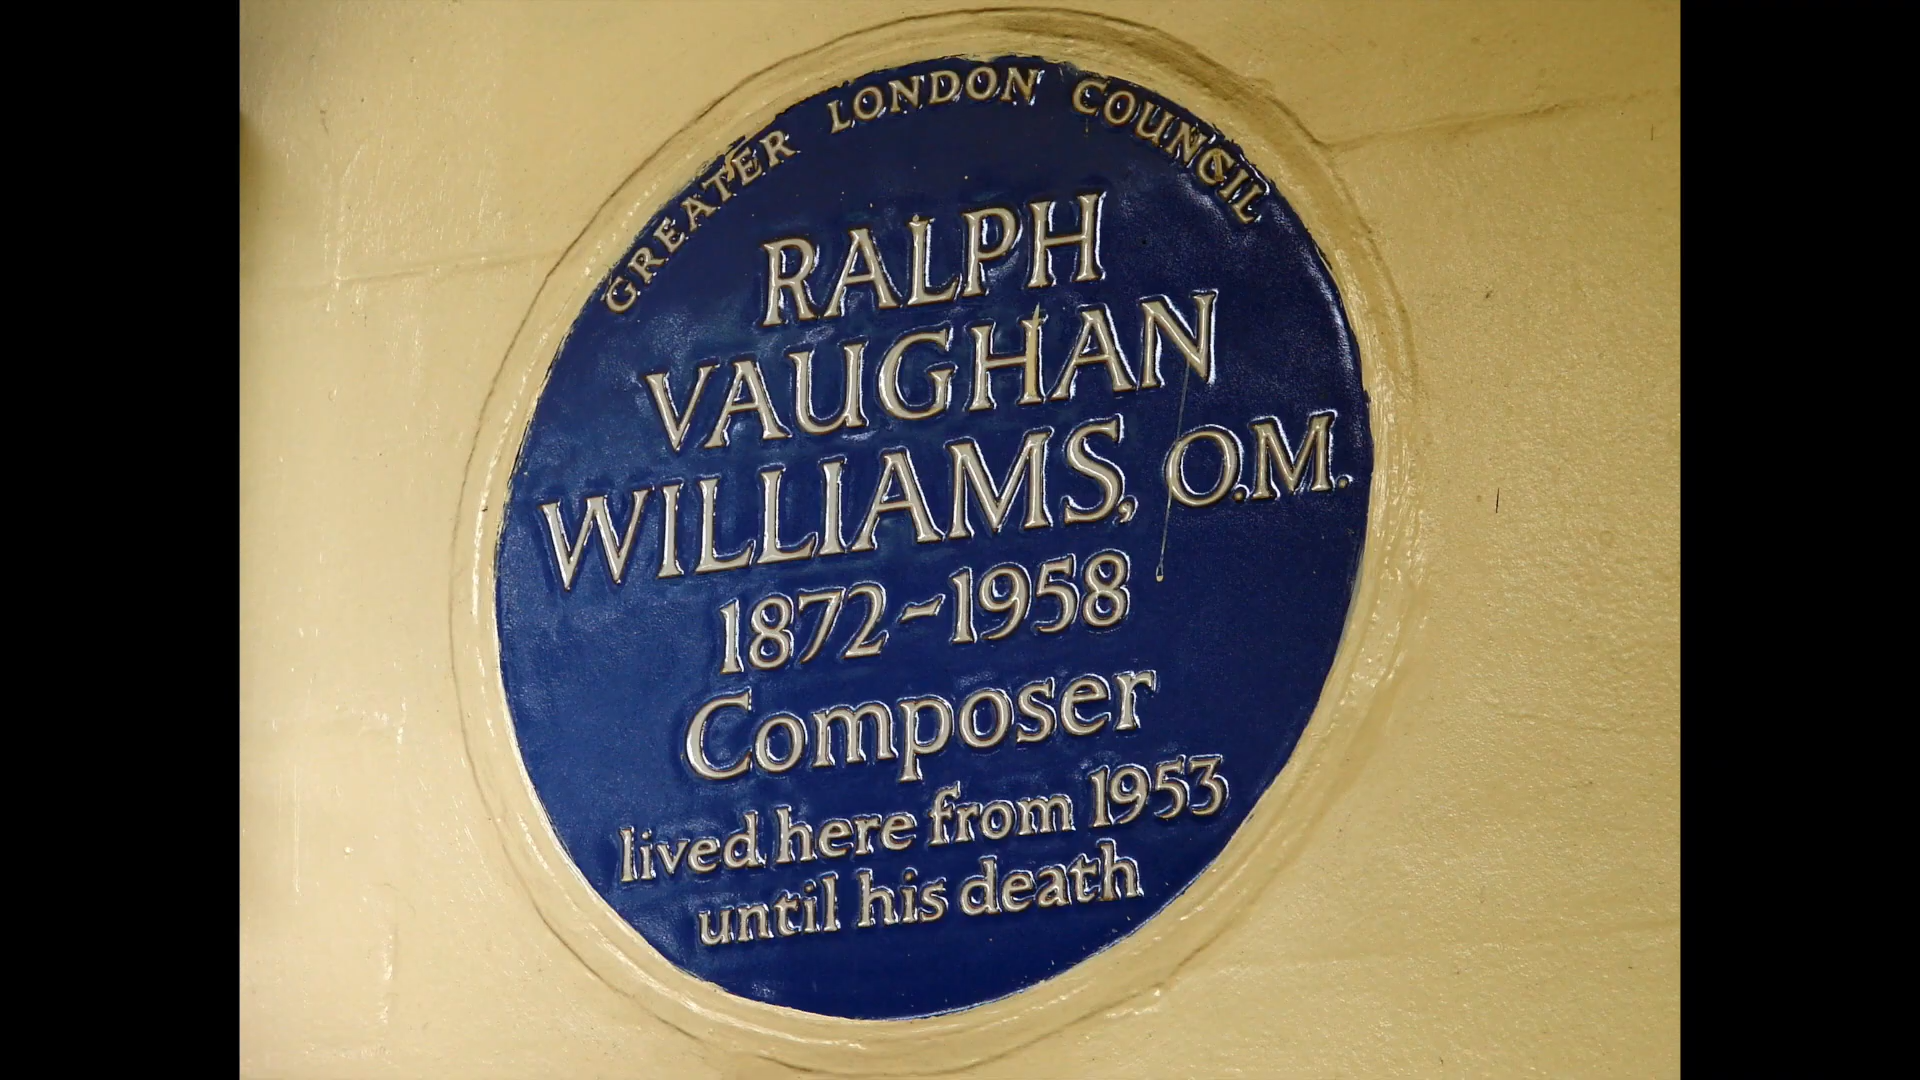 GREATER LONDON COUNCIL
RALPH
VAUGHAN
WILLIAMS, O.M.
1872-1958
Composer
lived here from 1953
until his death